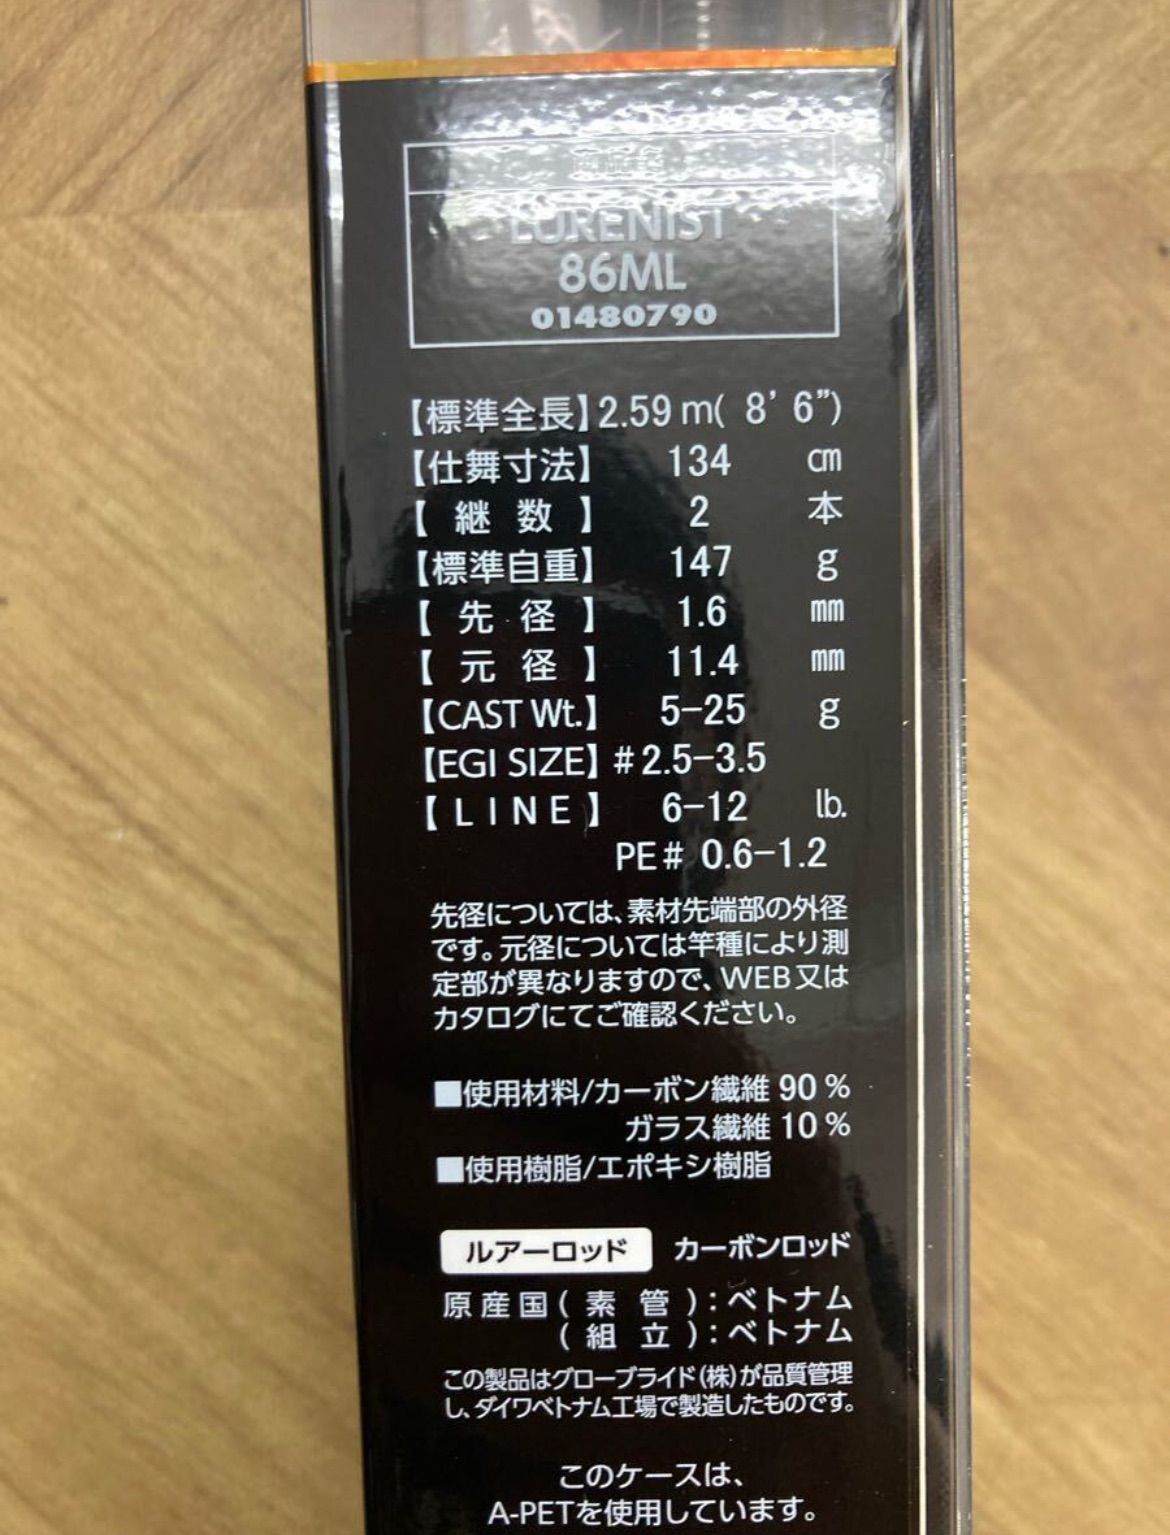 LURENIST
86ML
01480790
【標準全長】2.59 m( 8' 6")
【仕舞寸法】 134 cm
【 継 数 】 2 本
【標準自重】 147 g
【 先 径 】 1.6 mm
【 元 径 】 11.4 mm
【CAST Wt.】 5-25 g
【EGI SIZE】 #2.5-3.5
【 L I N E 】 6-12 lb.
PE# 0.6-1.2
先径については、素材先端部の外径
です。元径については竿種により測
定部が異なりますので、WEB又は
カタログにてご確認ください。
■使用材料/カーボン繊維 90 %
ガラス繊維 10 %
■使用樹脂/エポキシ樹脂
ルアーロッド カーボンロッド
原 産 国 ( 素 管 ) : ベトナム
( 組 立 ) : ベトナム
この製品はグローブライド(株)が品質管理
し、ダイワベトナム工場で製造したものです。
このケースは、
A-PETを使用しています。